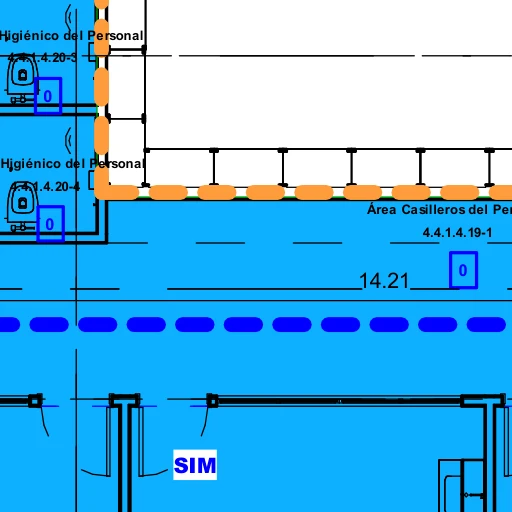 Higiénico del Personal
4.4.1.4.20-3
0
Higiénico del Personal
4.4.1.4.20-4
0
Área Casilleros del Per
4.4.1.4.19-1
0
14.21
SIM